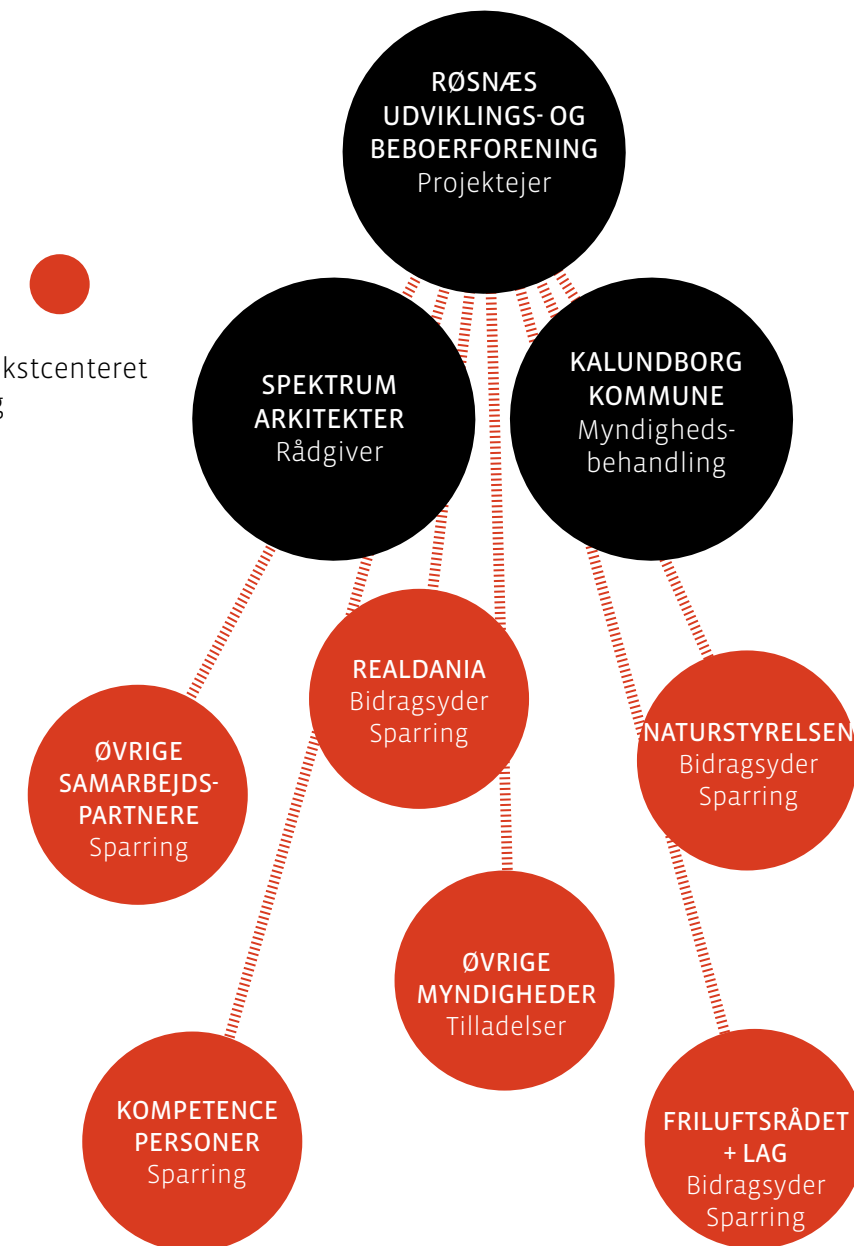 RØSNÆS
UDVIKLINGS- OG
BEBOERFORENING
Projektejer
SPEKTRUM
ARKITEKTER
Rådgiver
KALUNDBORG
KOMMUNE
Myndigheds-
behandling
REALDANIA
Bidragsyder
Sparring
NATURSTYRELSEN
Bidragsyder
Sparring
ØVRIGE
SAMARBEJDS-
PARTNERE
Sparring
ØVRIGE
MYNDIGHEDER
Tilladelser
KOMPETENCE
PERSONER
Sparring
FRILUFTSRÅDET
+ LAG
Bidragsyder
Sparring